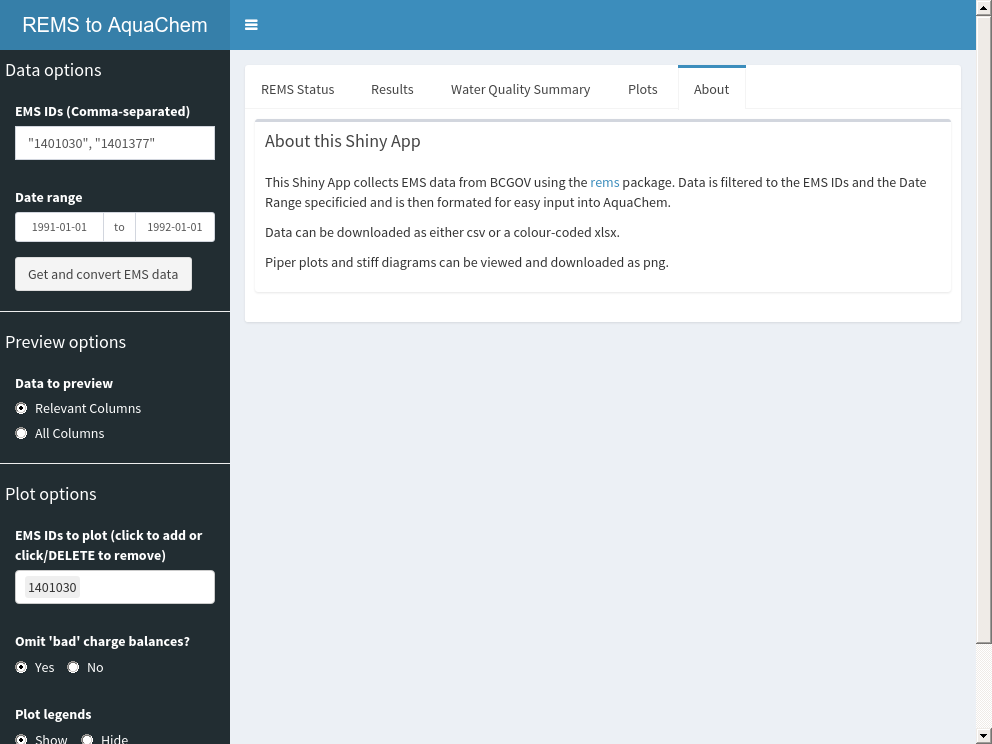 REMS to AquaChem
Data options
EMS IDs (Comma-separated)
"1401030", "1401377"
Date range
1991-01-01 to 1992-01-01
Get and convert EMS data
Preview options
Data to preview
Relevant Columns
All Columns
Plot options
EMS IDs to plot (click to add or
click/DELETE to remove)
1401030
Omit 'bad' charge balances?
Yes No
Plot legends
Show Hide
REMS Status Results Water Quality Summary Plots About
About this Shiny App
This Shiny App collects EMS data from BCGOV using the rems package. Data is filtered to the EMS IDs and the Date
Range specificied and is then formated for easy input into AquaChem.
Data can be downloaded as either csv or a colour-coded xlsx.
Piper plots and stiff diagrams can be viewed and downloaded as png.